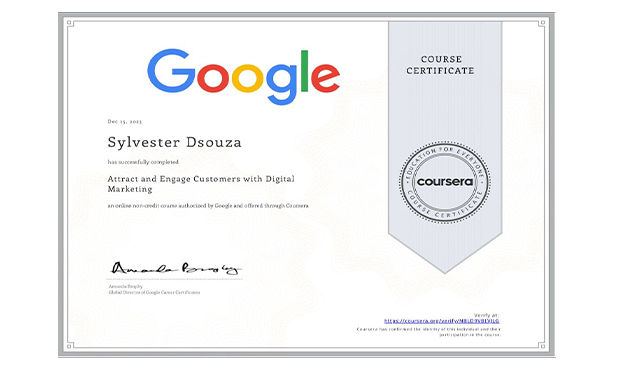 Google
COURSE
CERTIFICATE
Dec 15, 2023
Sylvester Dsouza
has successfully completed
Attract and Engage Customers with Digital
Marketing
an online non-credit course authorized by Google and offered through Coursera
EDUCATION FOR EVERYONE
coursera
COURSE CERTIFICATE
Amanda Brophy
Global Director of Google Career Certificates
Verify at:
https://coursera.org/verify/
Coursera has confirmed the identity of this individual and their
participation in the course.